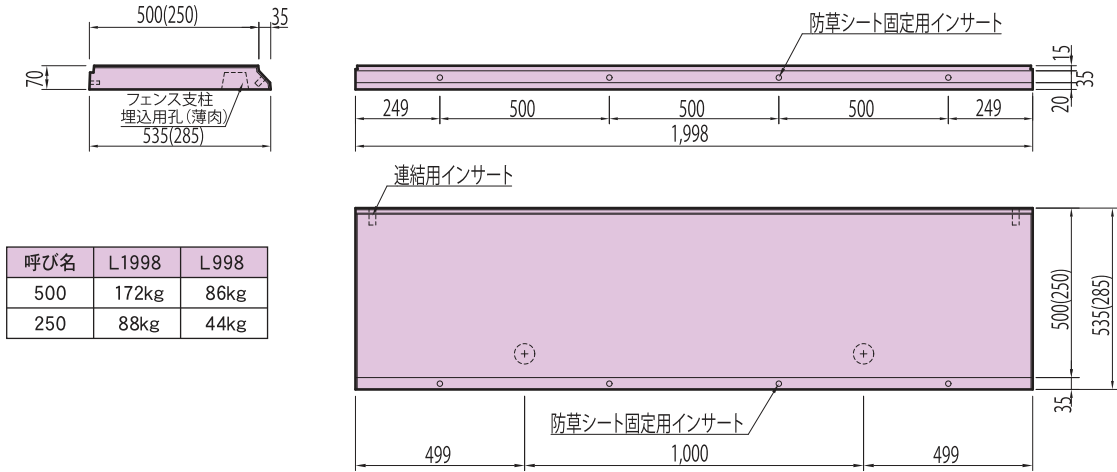 500(250)
35
70
フェンス支柱
埋込用孔(薄肉)
535(285)
防草シート固定用インサート
15
35
20
249 500 500 500 249
1,998
連結用インサート
呼び名 L1998 L998
500 172kg 86kg
250 88kg 44kg
500(250)
535(285)
35
防草シート固定用インサート
499 1,000 499